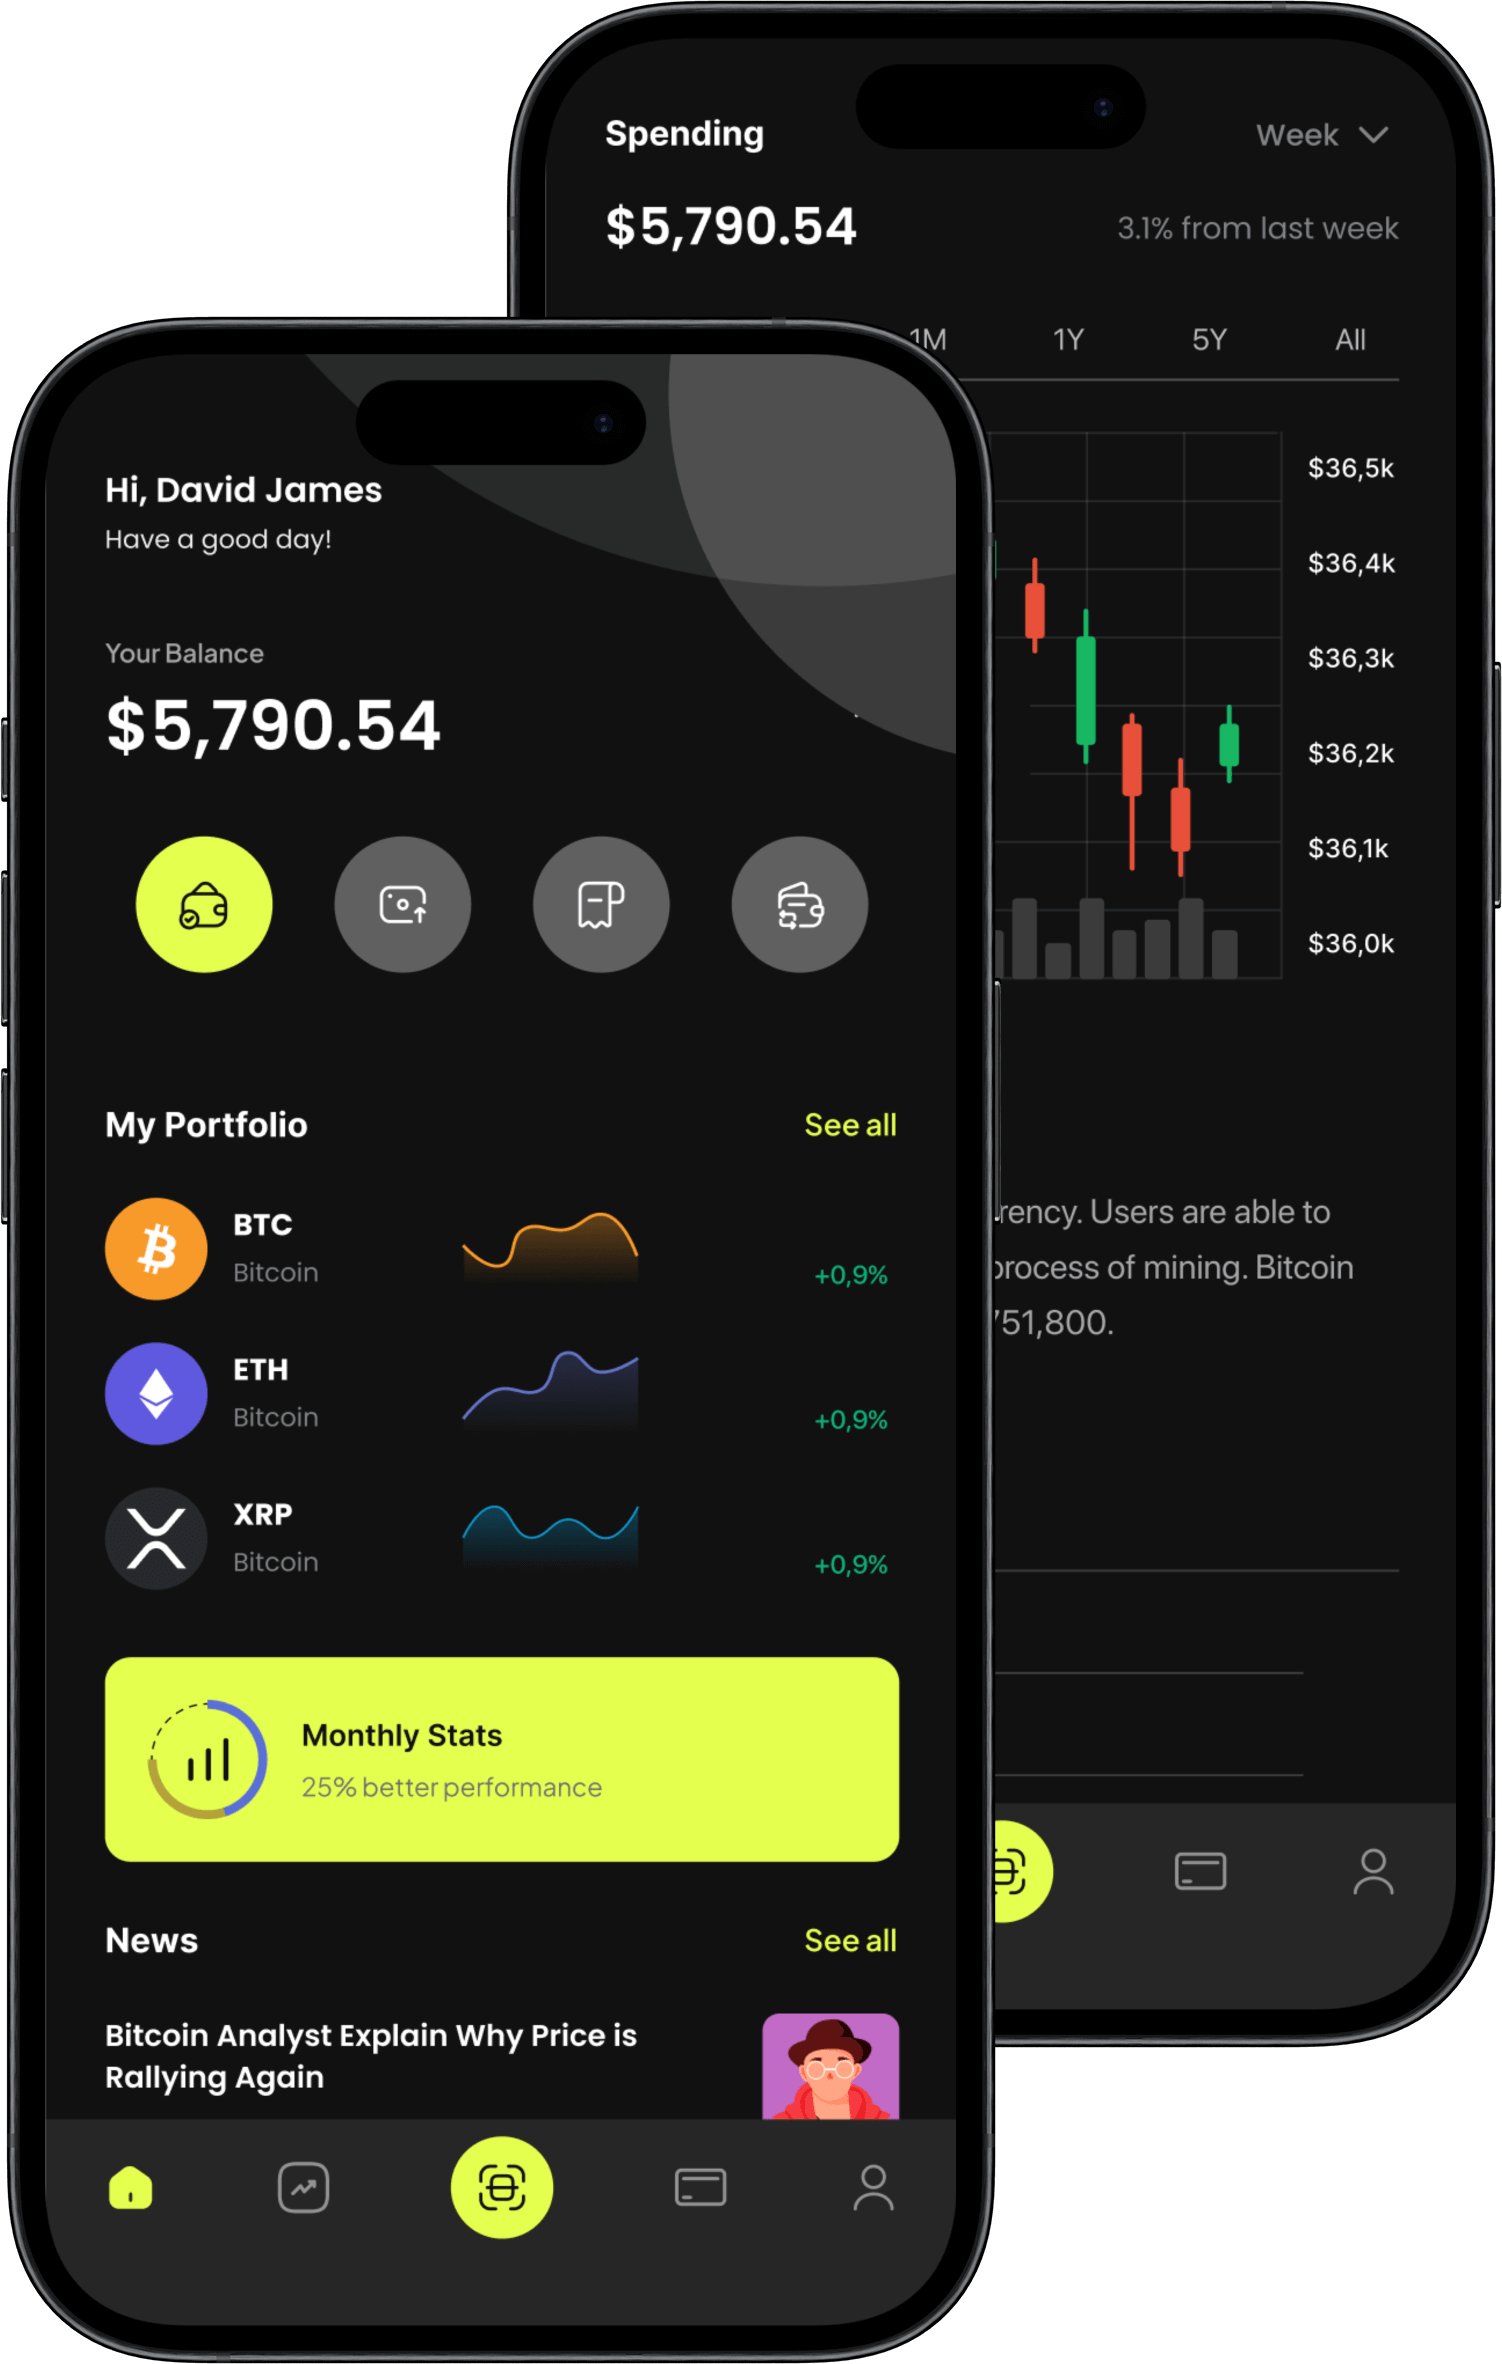 Spending
Week
$5,790.54
3.1% from last week
1M
1Y
5Y
All
$36,5k
$36,4k
$36,3k
$36,2k
$36,1k
$36,0k
Users are able to
of mining. Bitcoin
Hi, David James
Have a good day!
Your Balance
$5,790.54
My Portfolio
See all
BTC
Bitcoin
+0,9%
ETH
Bitcoin
+0,9%
XRP
Bitcoin
+0,9%
Monthly Stats
25% better performance
News
See all
Bitcoin Analyst Explain Why Price is
Rallying Again